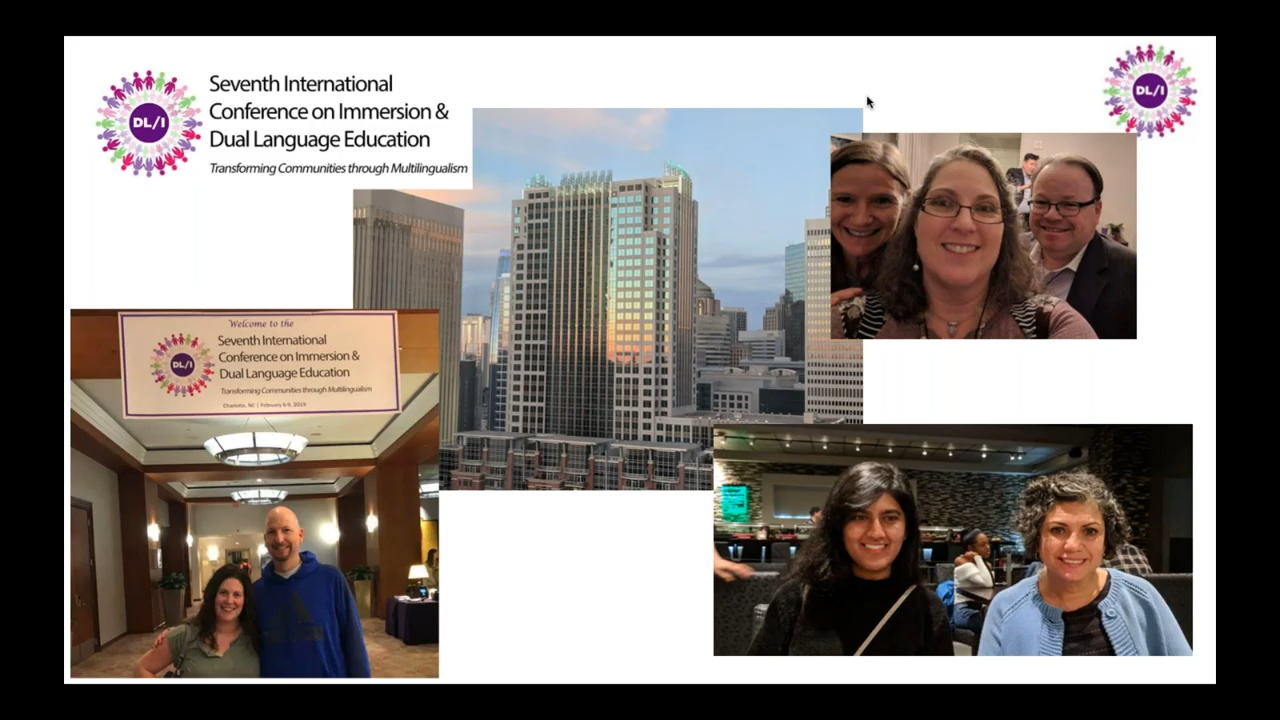 DL/I
Seventh International
Conference on Immersion &
Dual Language Education
Transforming Communities through Multilingualism
DL/I
Welcome to the
DL/I
Seventh International
Conference on Immersion &
Dual Language Education
Transforming Communities through Multilingualism
Charlotte, NC | February 6-9, 2019